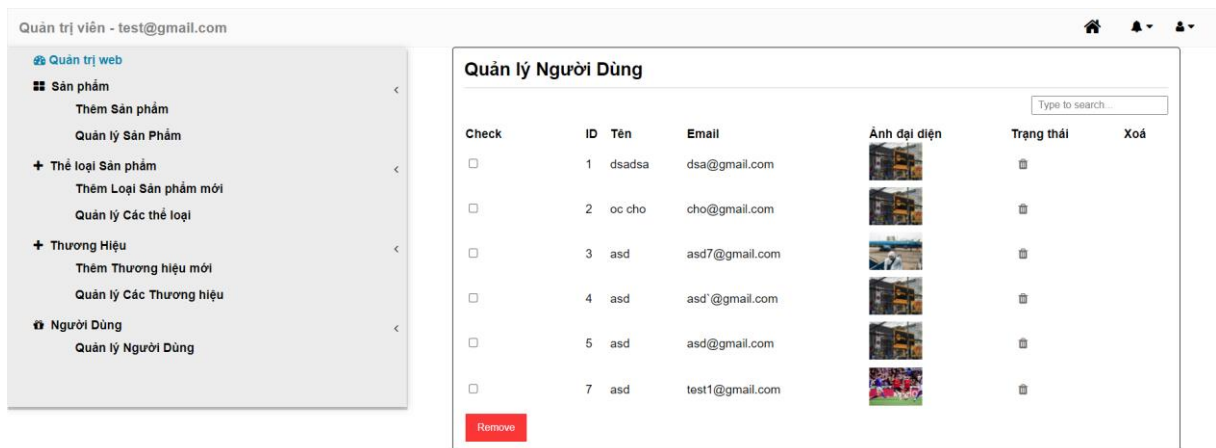 Quản trị viên - test@gmail.com
Quản trị web
Sản phẩm
Thêm Sản phẩm
Quản lý Sản Phẩm
Thể loại Sản phẩm
Thêm Loại Sản phẩm mới
Quản lý Các thể loại
Thương Hiệu
Thêm Thương hiệu mới
Quản lý Các Thương hiệu
Người Dùng
Quản lý Người Dùng
Quản lý Người Dùng
Type to search...
Check ID Tên Email Ảnh đại diện Trạng thái Xoá
1 dsadsa dsa@gmail.com
2 oc cho cho@gmail.com
3 asd asd7@gmail.com
4 asd asd`@gmail.com
5 asd asd@gmail.com
7 asd test1@gmail.com
Remove